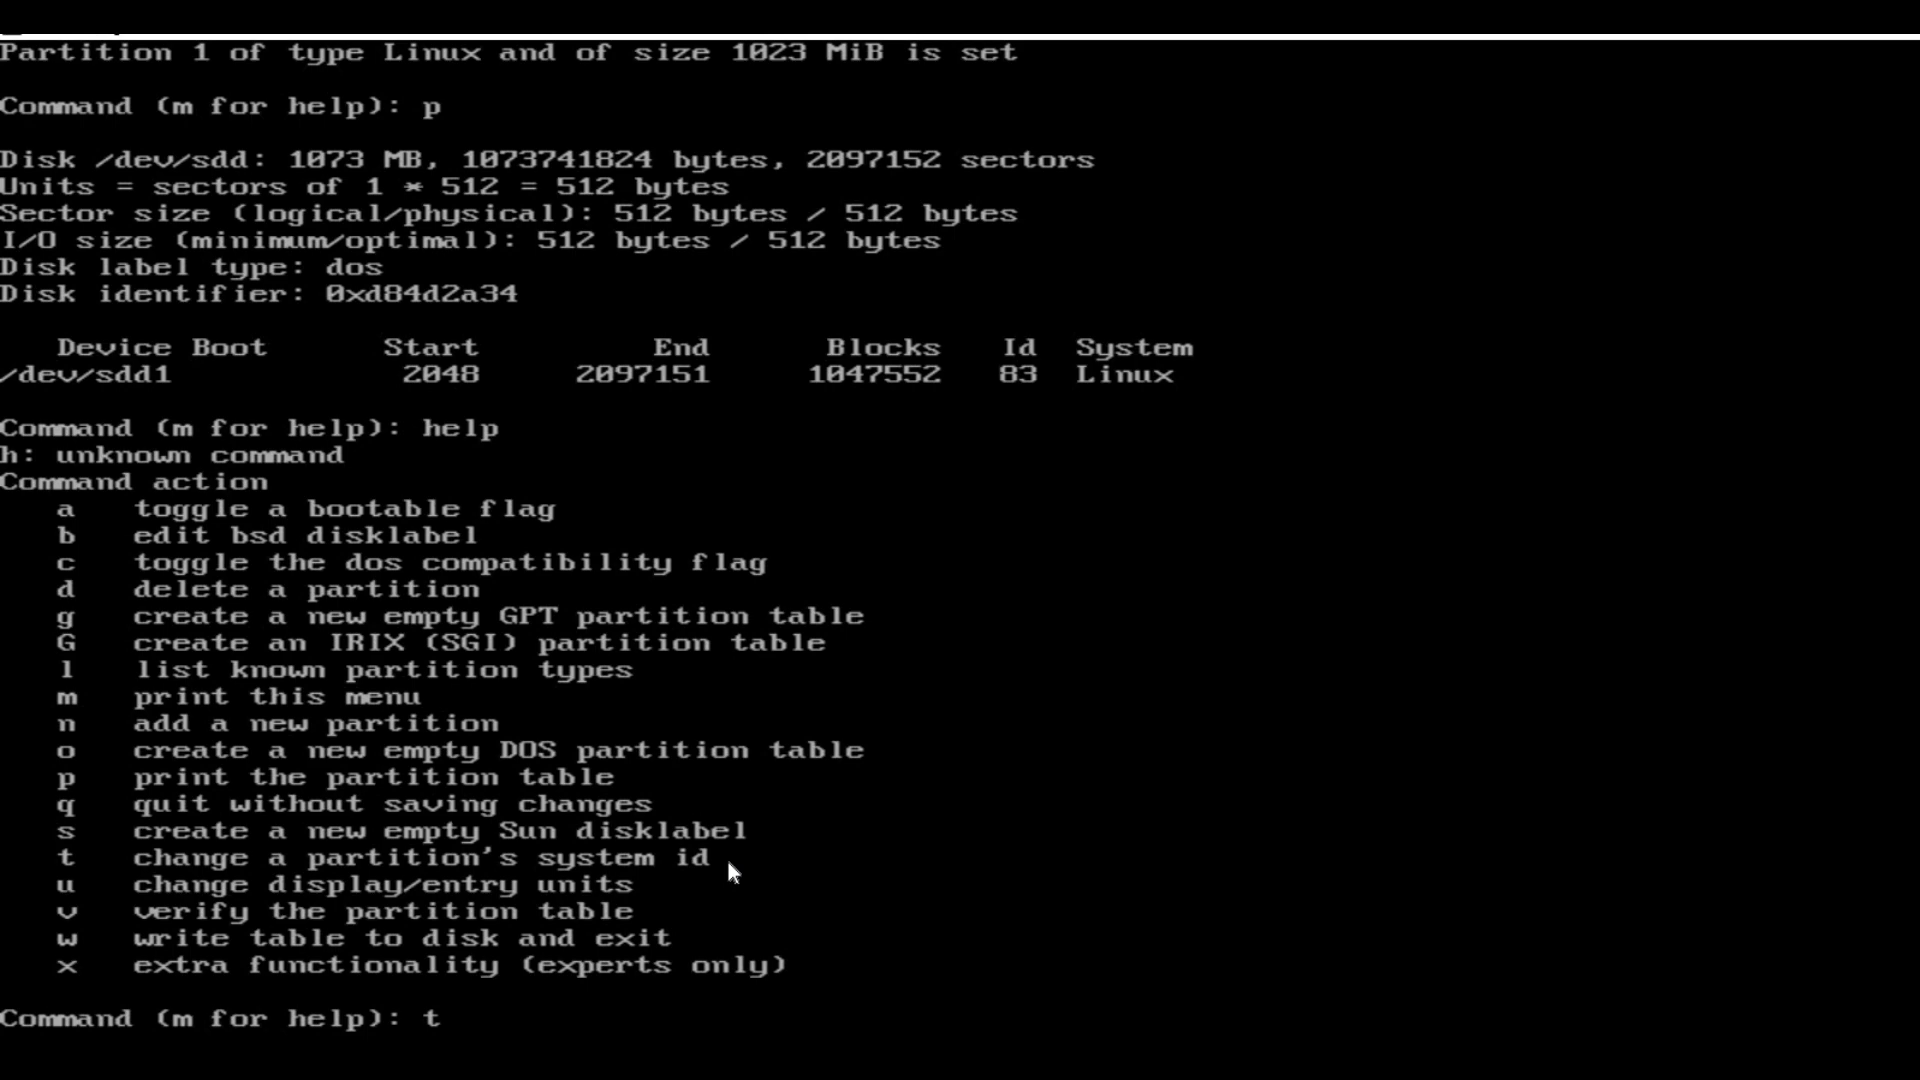 Partition 1 of type Linux and of size 1023 MiB is set
Command (m for help): p
Disk /dev/sdd: 1073 MB, 1073741824 bytes, 2097152 sectors
Units = sectors of 1 * 512 = 512 bytes
Sector size (logical/physical): 512 bytes / 512 bytes
I/O size (minimum/optimal): 512 bytes / 512 bytes
Disk label type: dos
Disk identifier: 0xd84d2a34
Device Boot Start End Blocks Id System
/dev/sdd1 2048 2097151 1047552 83 Linux
Command (m for help): help
h: unknown command
Command action
a toggle a bootable flag
b edit bsd disklabel
c toggle the dos compatibility flag
d delete a partition
g create a new empty GPT partition table
G create an IRIX (SGI) partition table
l list known partition types
m print this menu
n add a new partition
o create a new empty DOS partition table
p print the partition table
q quit without saving changes
s create a new empty Sun disklabel
t change a partition's system id
u change display/entry units
v verify the partition table
w write table to disk and exit
x extra functionality (experts only)
Command (m for help): t